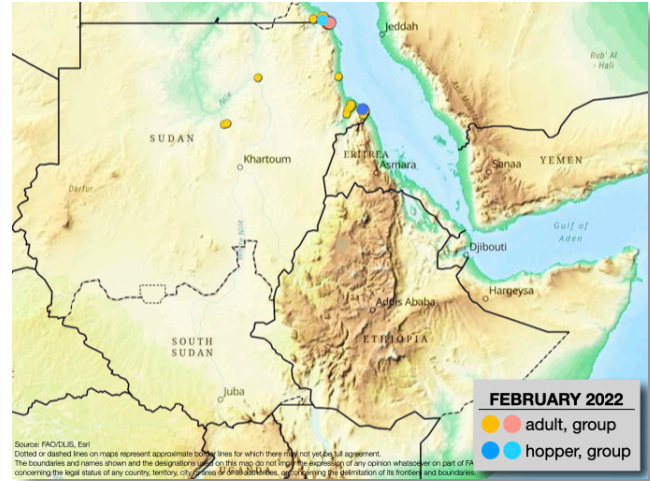 Jeddah
Rub' Al
- Hali
Nile
SUDAN
Khartoum
ERITREA
Asmara
Sanaa
YEMEN
Darfur
Gulf of
Aden
Djibouti
Hargeysa
Addis Ababa
ETHIOPIA
SOUTH
SUDAN
Juba
UGANDA
FEBRUARY 2022
adult, group
hopper, group
Source: FAO/DLIS, Esri
Dotted or dashed lines on maps represent approximate border lines for which there may not yet be full agreement.
The boundaries and names shown and the designations used on this map do not imply the expression of any opinion whatsoever on part of FA
concerning the legal status of any country, territory, city or area or of its authorities, or concerning the delimitation of its frontiers and boundaries.